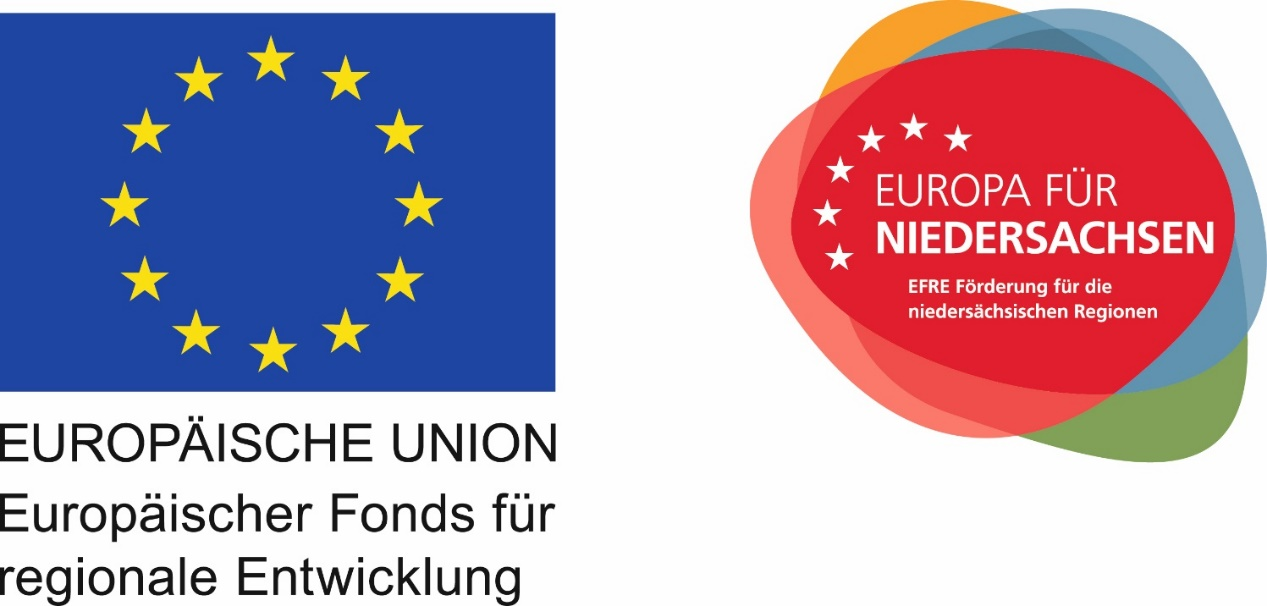 EUROPÄISCHE UNION
Europäischer Fonds für
regionale Entwicklung
EUROPA FÜR
NIEDERSACHSEN
EFRE Förderung für die
niedersächsischen Regionen